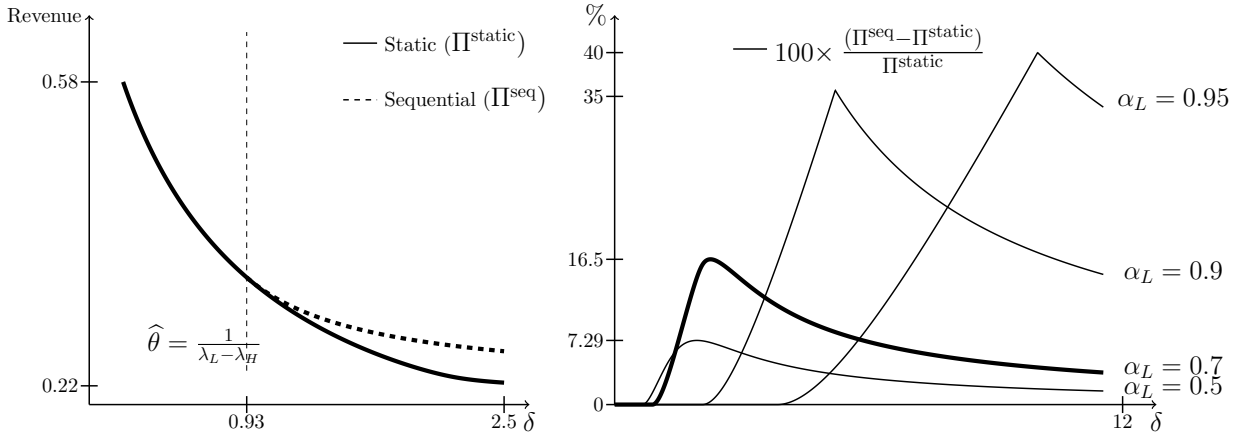 Revenue
Static (Π^static)
Sequential (Π^seq)
0.58
0.22
θ̂ = 1/(λ_L−λ_H)
0.93
2.5 δ
%
100× (Π^seq−Π^static)/Π^static
40
35
16.5
7.29
0
α_L = 0.95
α_L = 0.9
α_L = 0.7
α_L = 0.5
12
δ